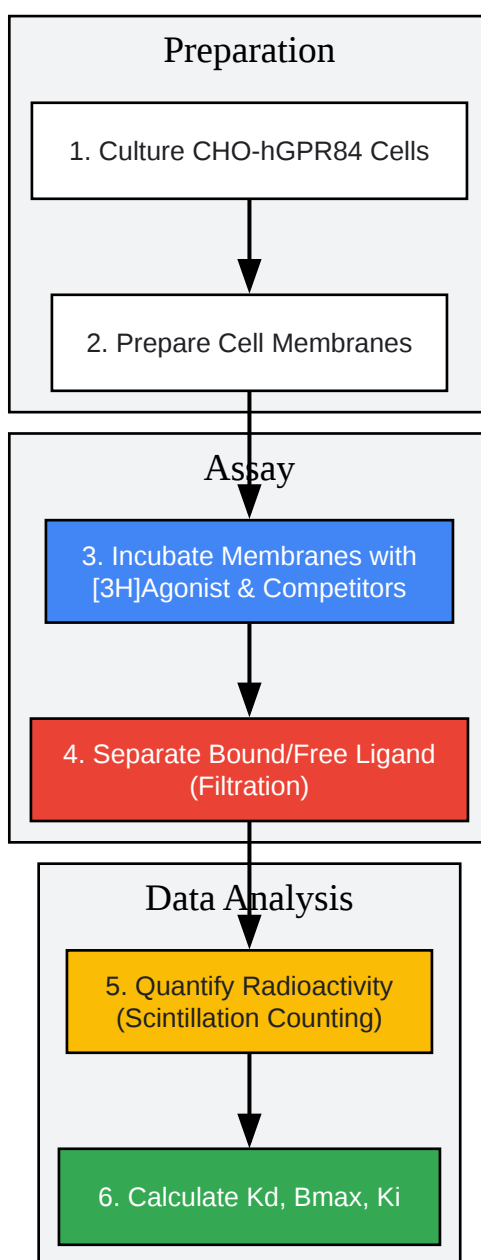 Preparation
1. Culture CHO-hGPR84 Cells
2. Prepare Cell Membranes
Assay
3. Incubate Membranes with
[3H]Agonist & Competitors
4. Separate Bound/Free Ligand
(Filtration)
Data Analysis
5. Quantify Radioactivity
(Scintillation Counting)
6. Calculate Kd, Bmax, Ki